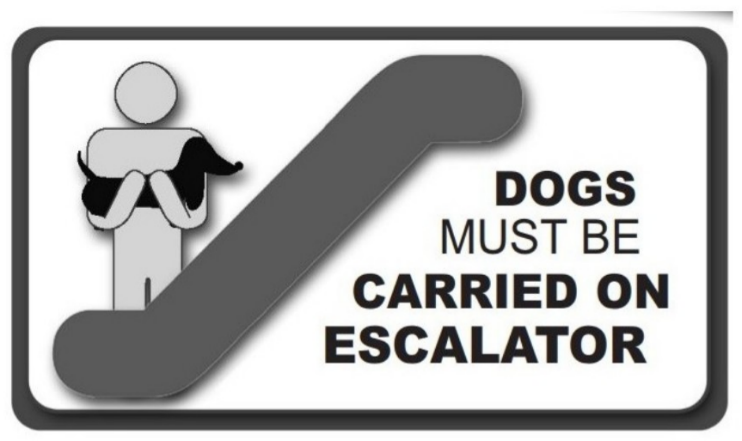 DOGS
MUST BE
CARRIED ON
ESCALATOR